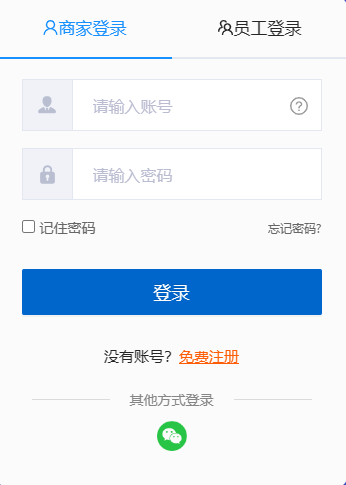 商家登录 员工登录
请输入账号 ?
请输入密码
记住密码 忘记密码?
登录
没有账号? 免费注册
其他方式登录